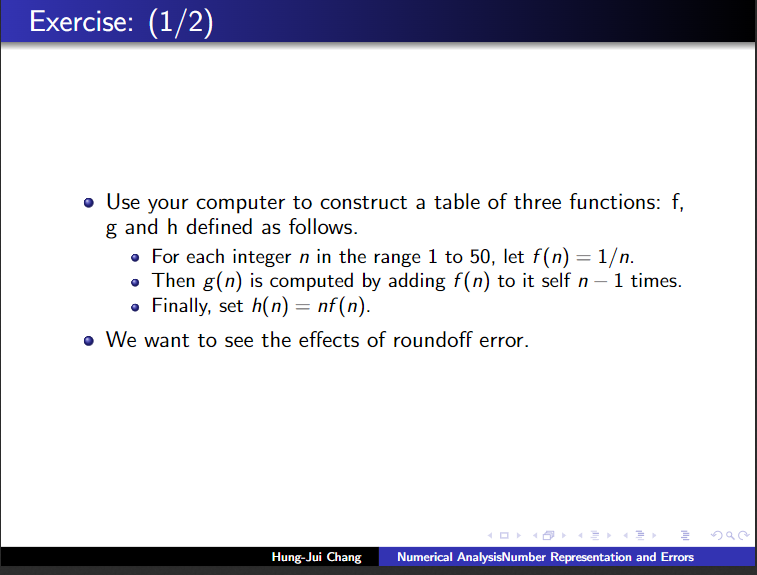 Exercise: (1/2)
Use your computer to construct a table of three functions: f,
g and h defined as follows.
For each integer n in the range 1 to 50, let f(n) = 1/n.
Then g(n) is computed by adding f(n) to it self n − 1 times.
Finally, set h(n) = nf(n).
We want to see the effects of roundoff error.
Hung-Jui Chang
Numerical AnalysisNumber Representation and Errors